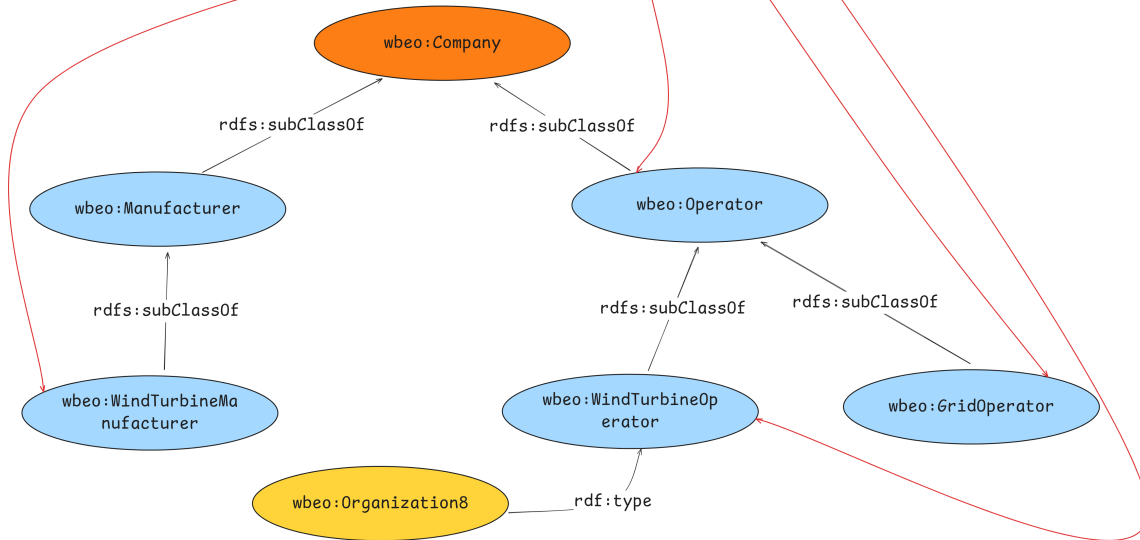 wbeo:Company
rdfs:subClassOf
rdfs:subClassOf
wbeo:Manufacturer
wbeo:Operator
rdfs:subClassOf
rdfs:subClassOf
rdfs:subClassOf
wbeo:WindTurbineMa
nufacturer
wbeo:WindTurbineOp
erator
wbeo:GridOperator
wbeo:Organization8
rdf:type